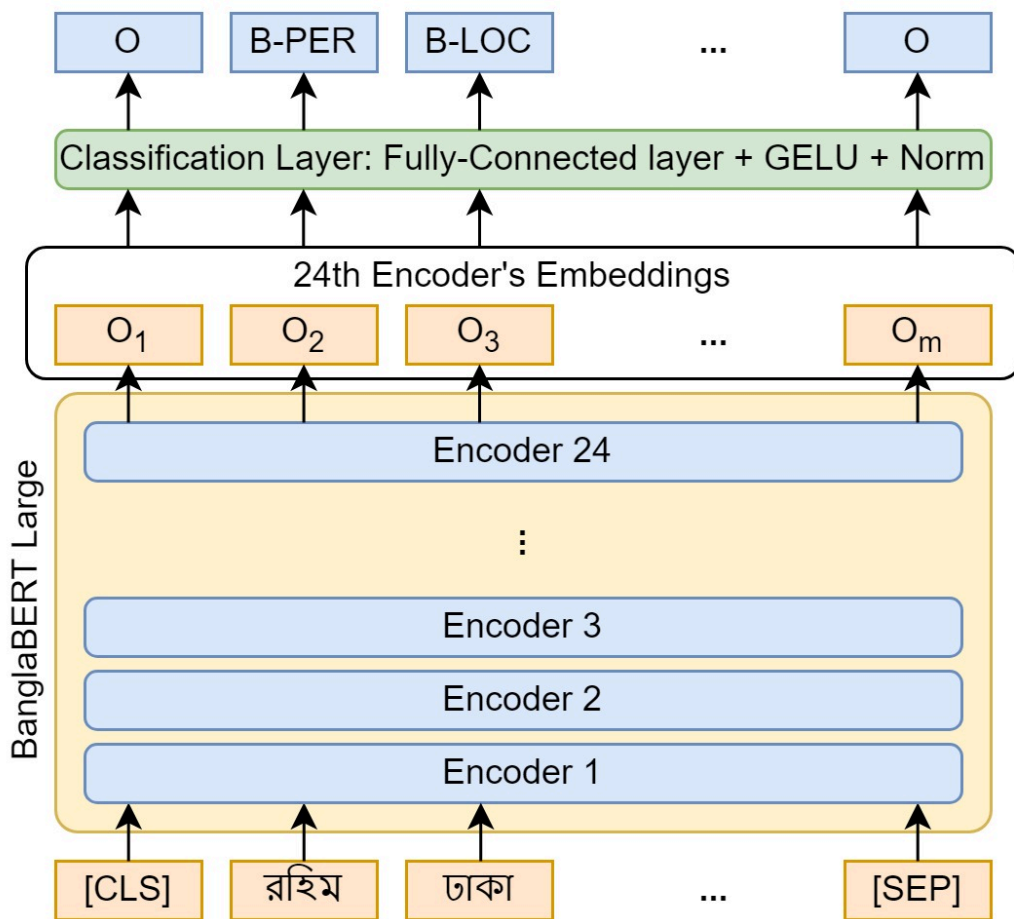 O B-PER B-LOC ... O
Classification Layer: Fully-Connected layer + GELU + Norm
24th Encoder's Embeddings
O₁ O₂ O₃ ... Oₘ
BanglaBERT Large
Encoder 24
...
Encoder 3
Encoder 2
Encoder 1
[CLS] রহিম ঢাকা ... [SEP]